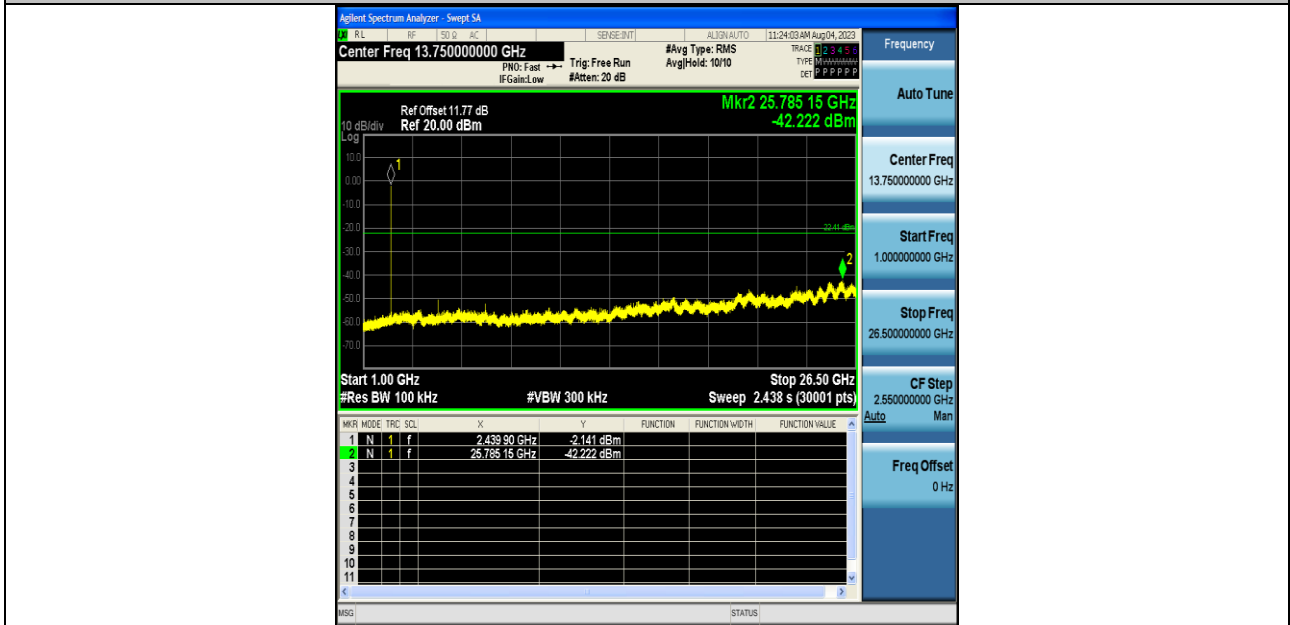 Agilent Spectrum Analyzer - Swept SA
RL RF 50 Ω AC SENSE:INT ALIGN AUTO 11:24:03 AM Aug 04, 2023
Center Freq 13.750000000 GHz
PNO: Fast
IFGain:Low
Trig: Free Run
#Atten: 20 dB
#Avg Type: RMS
Avg|Hold: 10/10
TRACE 1 2 3 4 5 6
TYPE
DET P P P P P P
Frequency
Mkr2 25.785 15 GHz
-42.222 dBm
Ref Offset 11.77 dB
10 dB/div Ref 20.00 dBm
Log
10.0
0.00
-10.0
-20.0
-30.0
-40.0
-50.0
-60.0
-70.0
1
-22.41 dBm
2
Start 1.00 GHz Stop 26.50 GHz
#Res BW 100 kHz #VBW 300 kHz Sweep 2.438 s (30001 pts)
MKR MODE TRC SCL X Y FUNCTION FUNCTION WIDTH FUNCTION VALUE
1 N 1 f 2.439 90 GHz -2.141 dBm
2 N 1 f 25.785 15 GHz -42.222 dBm
3
4
5
6
7
8
9
10
11
MSG STATUS
Auto Tune
Center Freq
13.750000000 GHz
Start Freq
1.000000000 GHz
Stop Freq
26.500000000 GHz
CF Step
2.550000000 GHz
Auto Man
Freq Offset
0 Hz